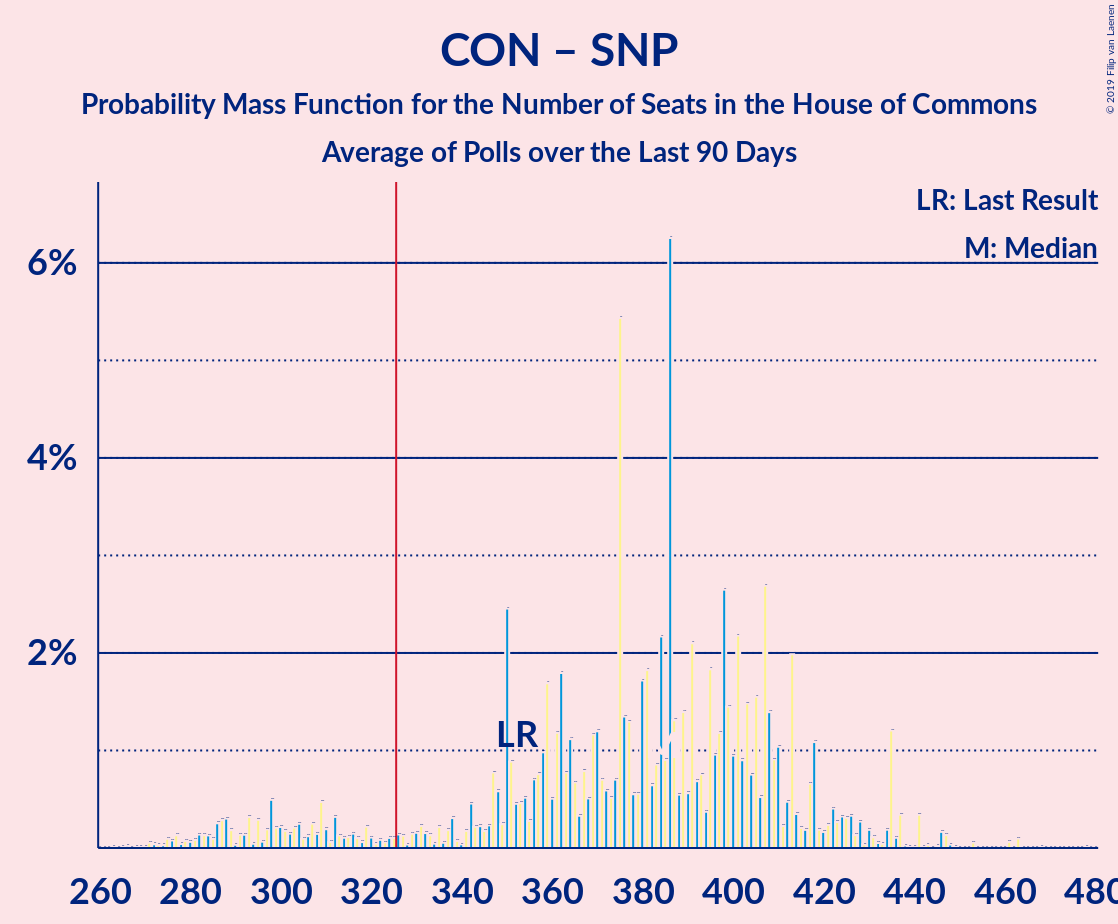 CON – SNP
Probability Mass Function for the Number of Seats in the House of Commons
Average of Polls over the Last 90 Days
© 2019 Filip van Laenen
LR: Last Result
M: Median
6%
4%
2%
LR
260 280 300 320 340 360 380 400 420 440 460 480